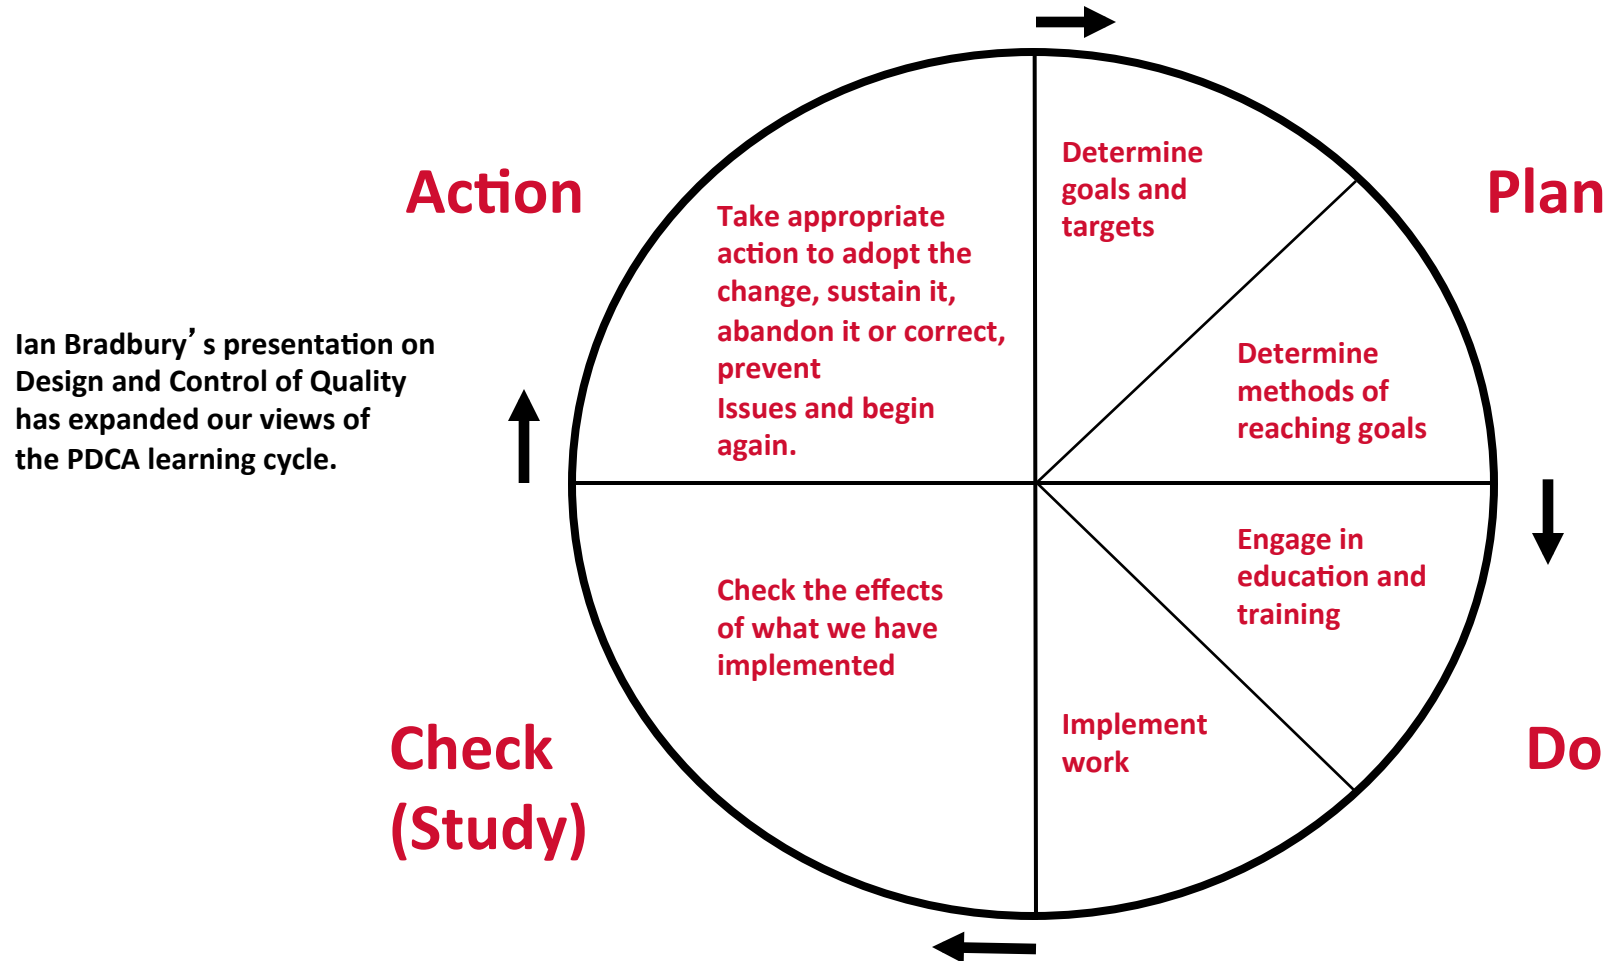 Action
Plan
Determine
goals and
targets
Take appropriate
action to adopt the
change, sustain it,
abandon it or correct,
prevent
Issues and begin
again.
Ian Bradbury’s presentation on
Design and Control of Quality
has expanded our views of
the PDCA learning cycle.
Determine
methods of
reaching goals
Engage in
education and
training
Check the effects
of what we have
implemented
Implement
work
Check
(Study)
Do